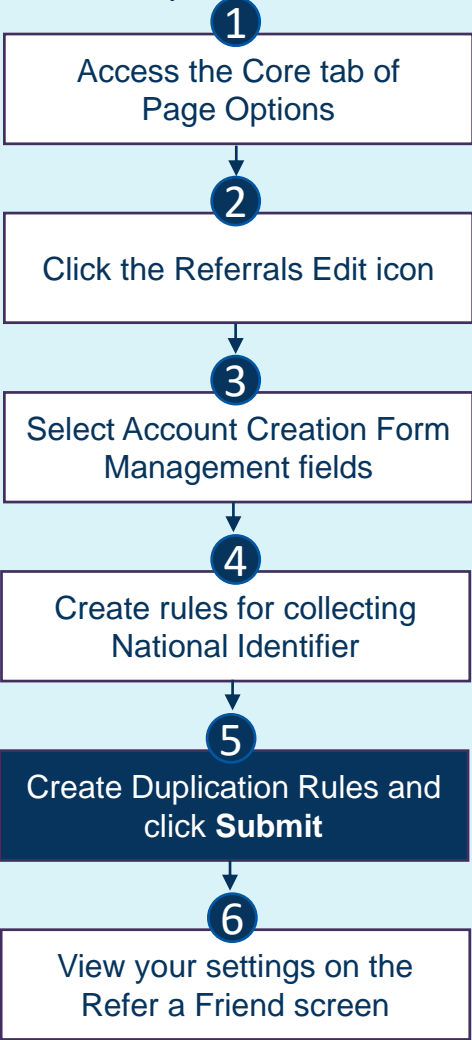 1
Access the Core tab of
Page Options
2
Click the Referrals Edit icon
3
Select Account Creation Form
Management fields
4
Create rules for collecting
National Identifier
5
Create Duplication Rules and
click Submit
6
View your settings on the
Refer a Friend screen